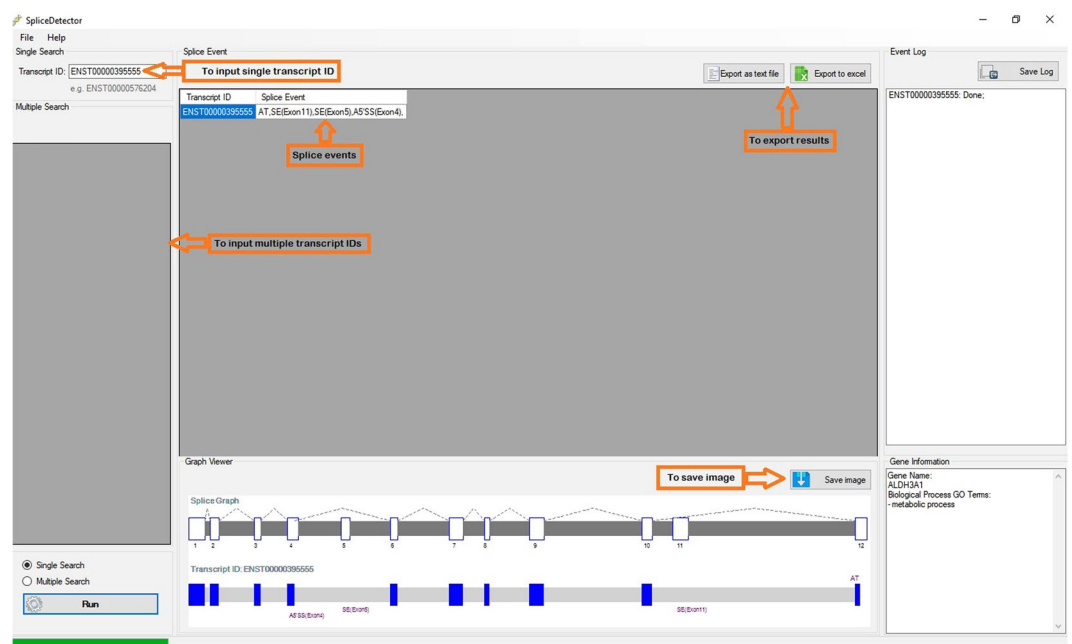 SpliceDetector
File Help
Single Search
Transcript ID: ENST00000395555
To input single transcript ID
e.g. ENST00000576204
Multiple Search
To input multiple transcript IDs
Single Search
Multiple Search
Run
Splice Event
Export as text file
Export to excel
Transcript ID Splice Event
ENST00000395555 AT,SE(Exon11),SE(Exon5),A5'SS(Exon4),
Splice events
To export results
Graph Viewer
To save image
Save image
Splice Graph
1 2 3 4 5 6 7 8 9 10 11 12
Transcript ID: ENST00000395555
AT
A5'SS(Exon4) SE(Exon5) SE(Exon11)
Event Log
Save Log
ENST00000395555: Done;
Gene Information
Gene Name:
ALDH3A1
Biological Process GO Terms:
- metabolic process